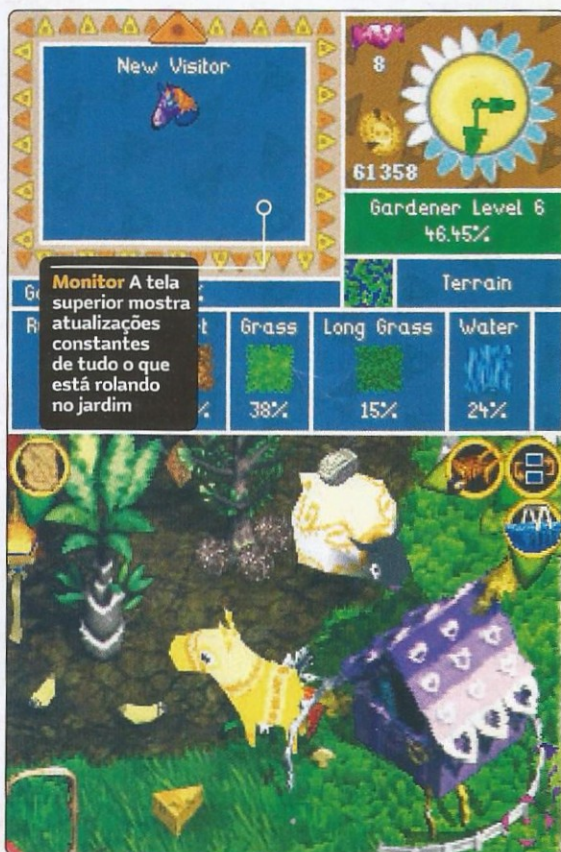 New Visitor
8
61358
Gardener Level 6
46.45%
Terrain
Monitor A tela
superior mostra
atualizações
constantes
de tudo o que
está rolando
no jardim
Grass
Long Grass
Water
%
38%
15%
24%